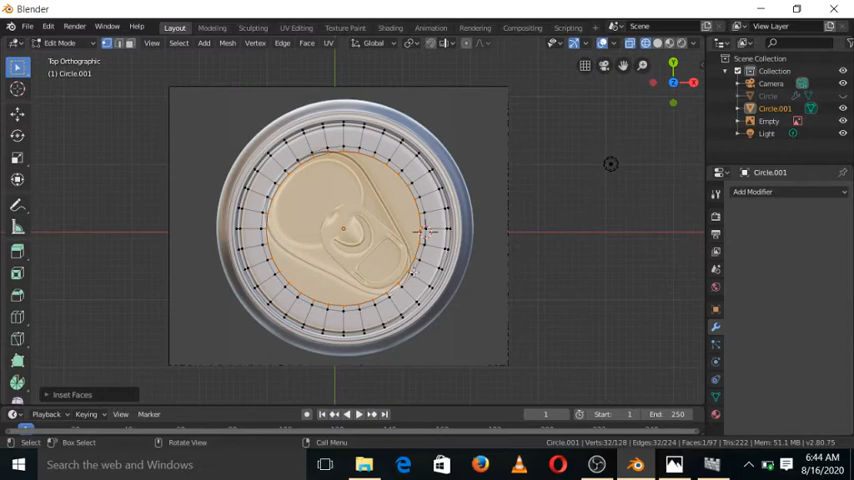 Blender
File Edit Render Window Help Layout Modeling Sculpting UV Editing Texture Paint Shading Animation Rendering Compositing Scripting Scene View Layer
Edit Mode View Select Add Mesh Vertex Edge Face UV Global
Top Orthographic
(1) Circle.001
X
Y
Z
Scene Collection
Collection
Camera
Circle
Circle.001
Empty
Light
Circle.001
Add Modifier
Inset Faces
Playback Keying View Marker 1 Start: 1 End: 250
Select Box Select Rotate View Call Menu Circle.001 | Verts:32/128 | Edges:32/224 | Faces:1/97 | Tris:222 | Mem: 51.1 MB | v2.80.75
Search the web and Windows
6:44 AM
8/16/2020